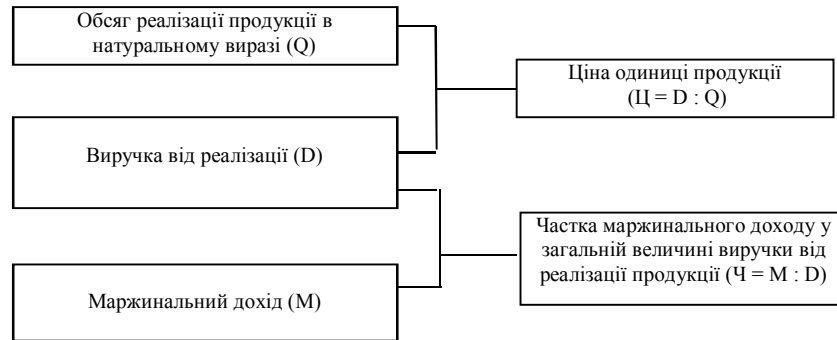 Обсяг реалізації продукції в
натуральному виразі (Q)
Ціна одиниці продукції
(Ц = D : Q)
Виручка від реалізації (D)
Частка маржинального доходу у
загальній величині виручки від
реалізації продукції (Ч = М : D)
Маржинальний дохід (М)